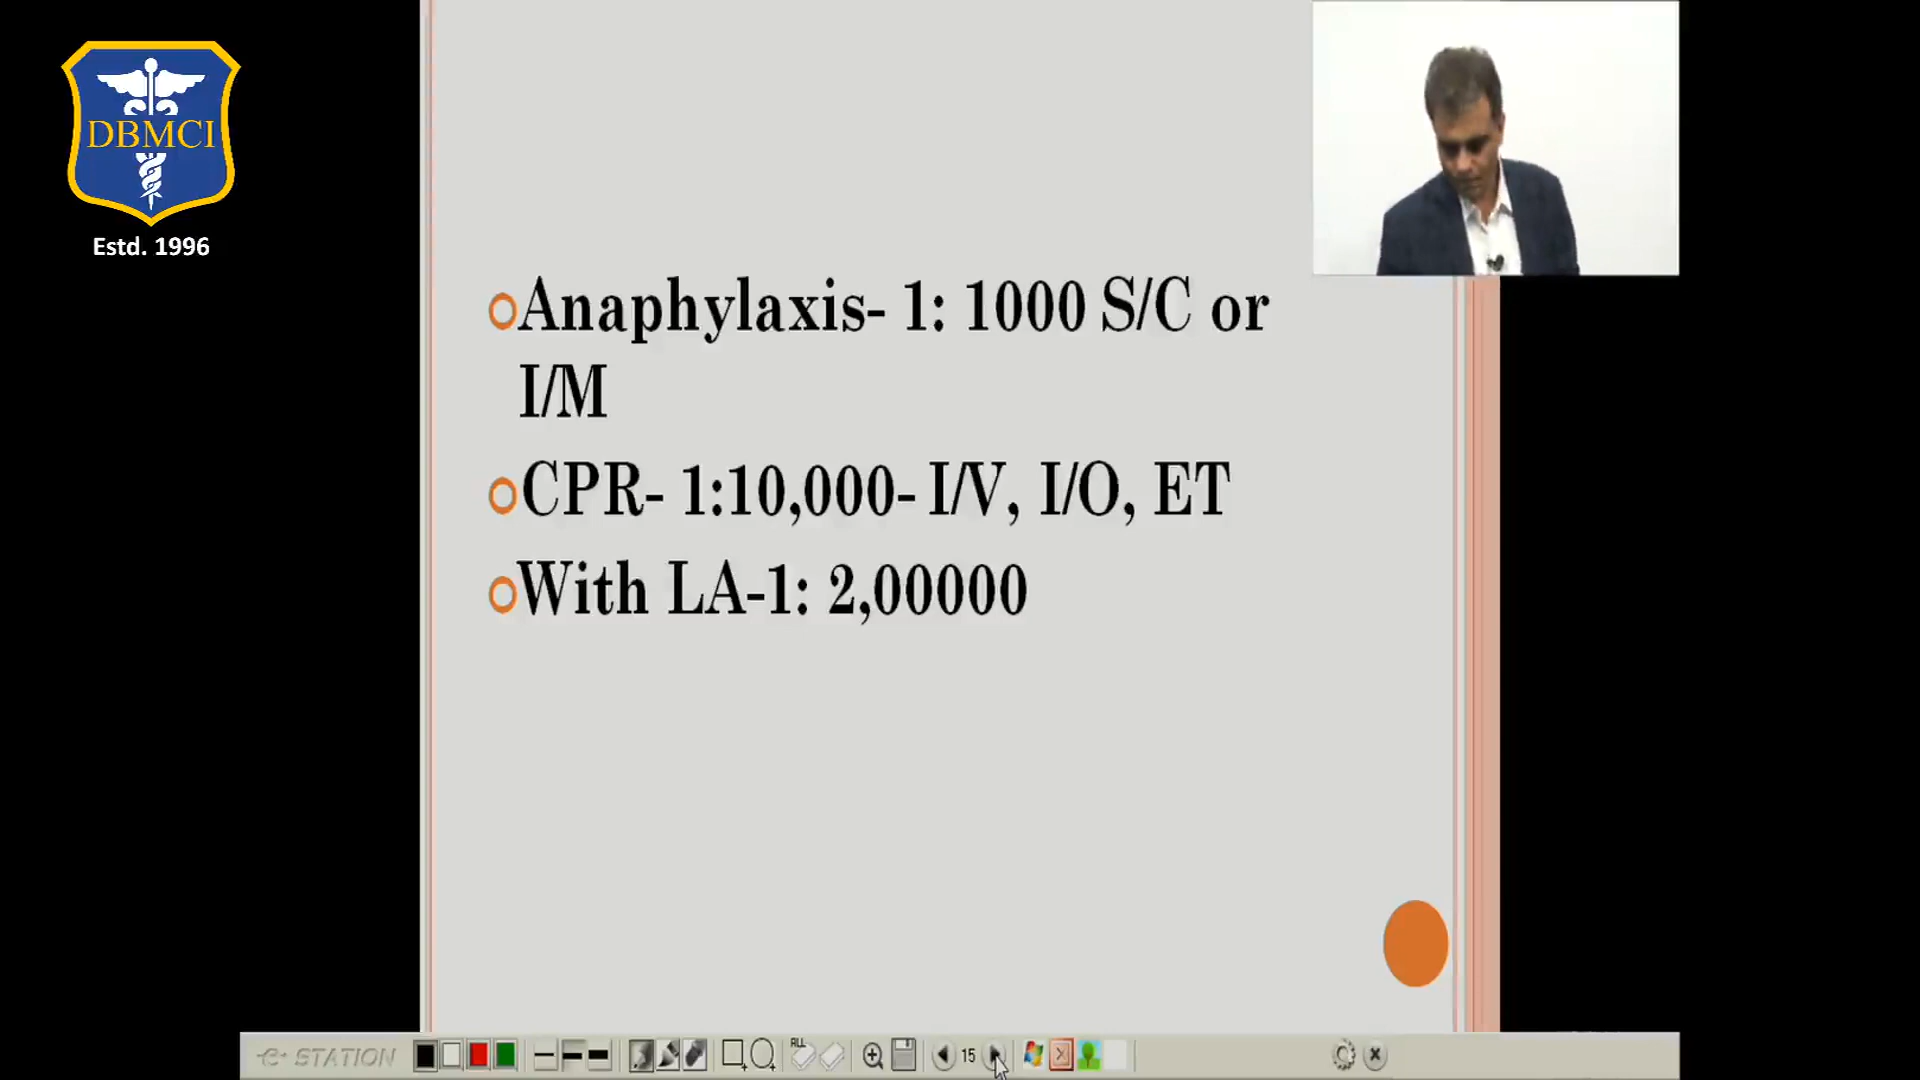 DBMCI
Estd. 1996
Anaphylaxis- 1: 1000 S/C or
I/M
CPR- 1:10,000- I/V, I/O, ET
With LA-1: 2,00000
e STATION
ALL
15